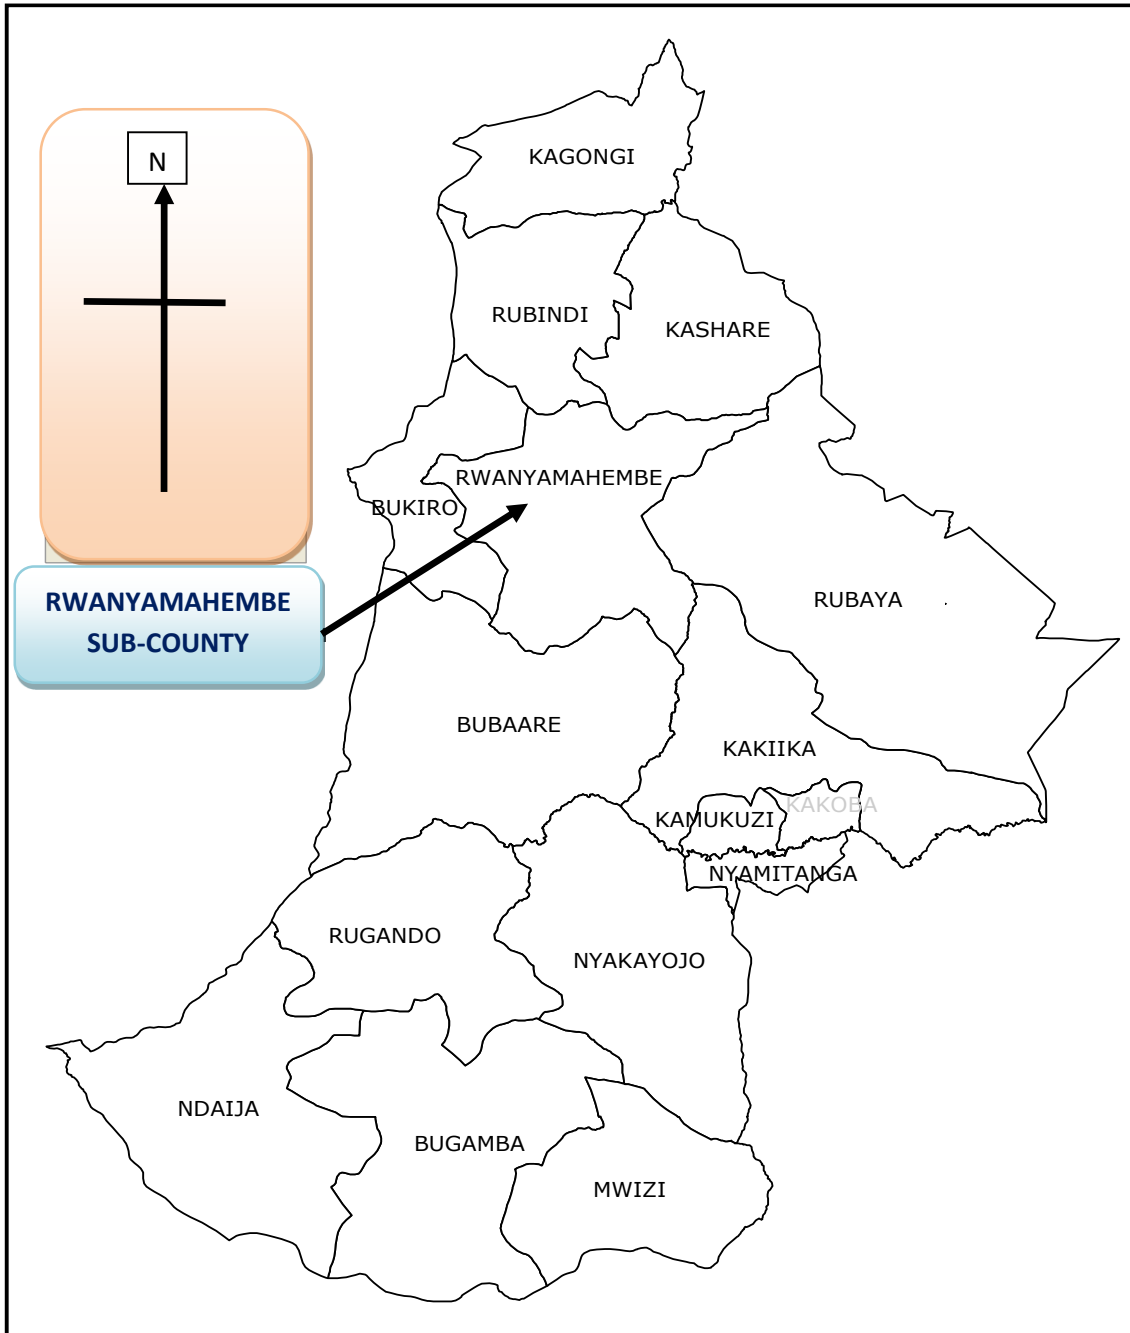 KAGONGI
N
RUBINDI
KASHARE
RWANYAMAHEMBE
BUKIRO
RWANYAMAHEMBE
SUB-COUNTY
RUBAYA
BUBAARE
KAKIIKA
KAKOBA
KAMUKUZI
NYAMITANGA
RUGANDO
NYAKAYOJO
NDAIJA
BUGAMBA
MWIZI